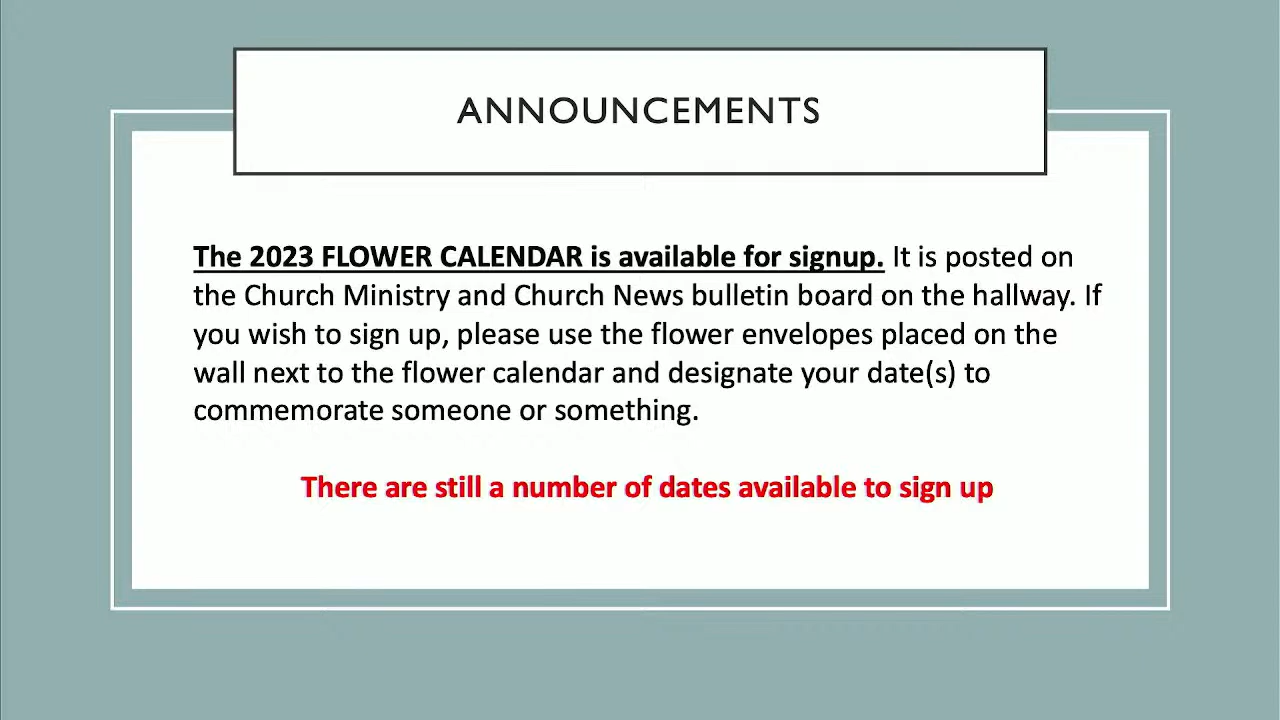 ANNOUNCEMENTS
The 2023 FLOWER CALENDAR is available for signup. It is posted on
the Church Ministry and Church News bulletin board on the hallway. If
you wish to sign up, please use the flower envelopes placed on the
wall next to the flower calendar and designate your date(s) to
commemorate someone or something.
There are still a number of dates available to sign up